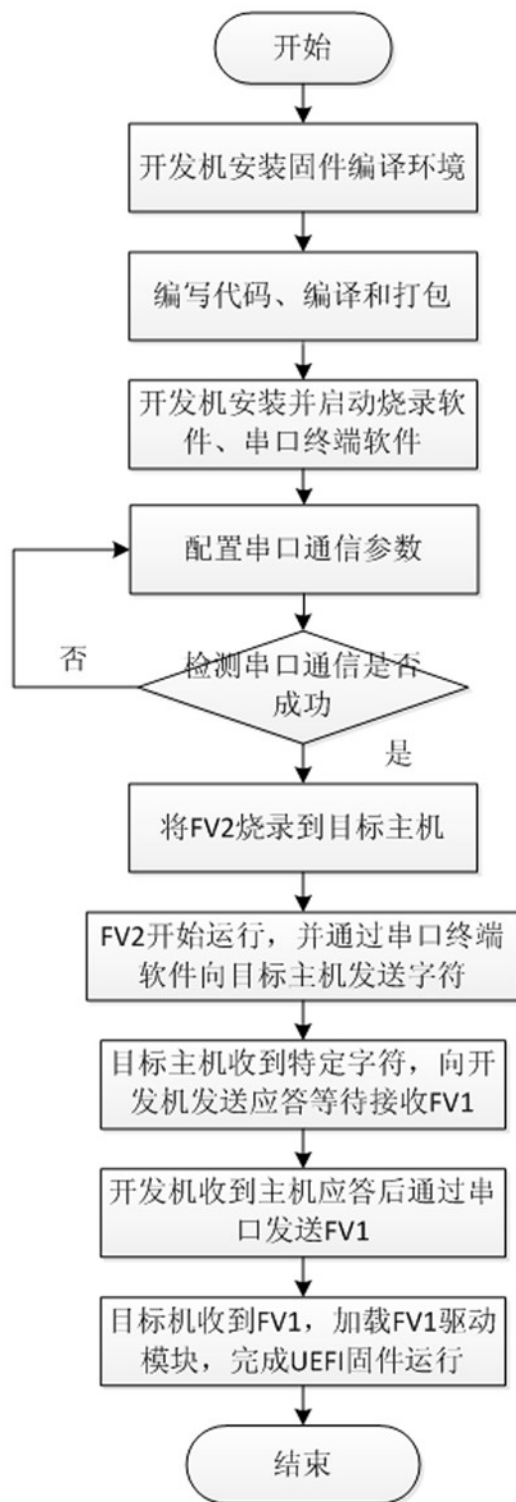 开始
开发机安装固件编译环境
编写代码、编译和打包
开发机安装并启动烧录软
件、串口终端软件
配置串口通信参数
否
检测串口通信是否
成功
是
将FV2烧录到目标主机
FV2开始运行，并通过串口终端
软件向目标主机发送字符
目标主机收到特定字符，向开
发机发送应答等待接收FV1
开发机收到主机应答后通过串
口发送FV1
目标机收到FV1，加载FV1驱动
模块，完成UEFI固件运行
结束